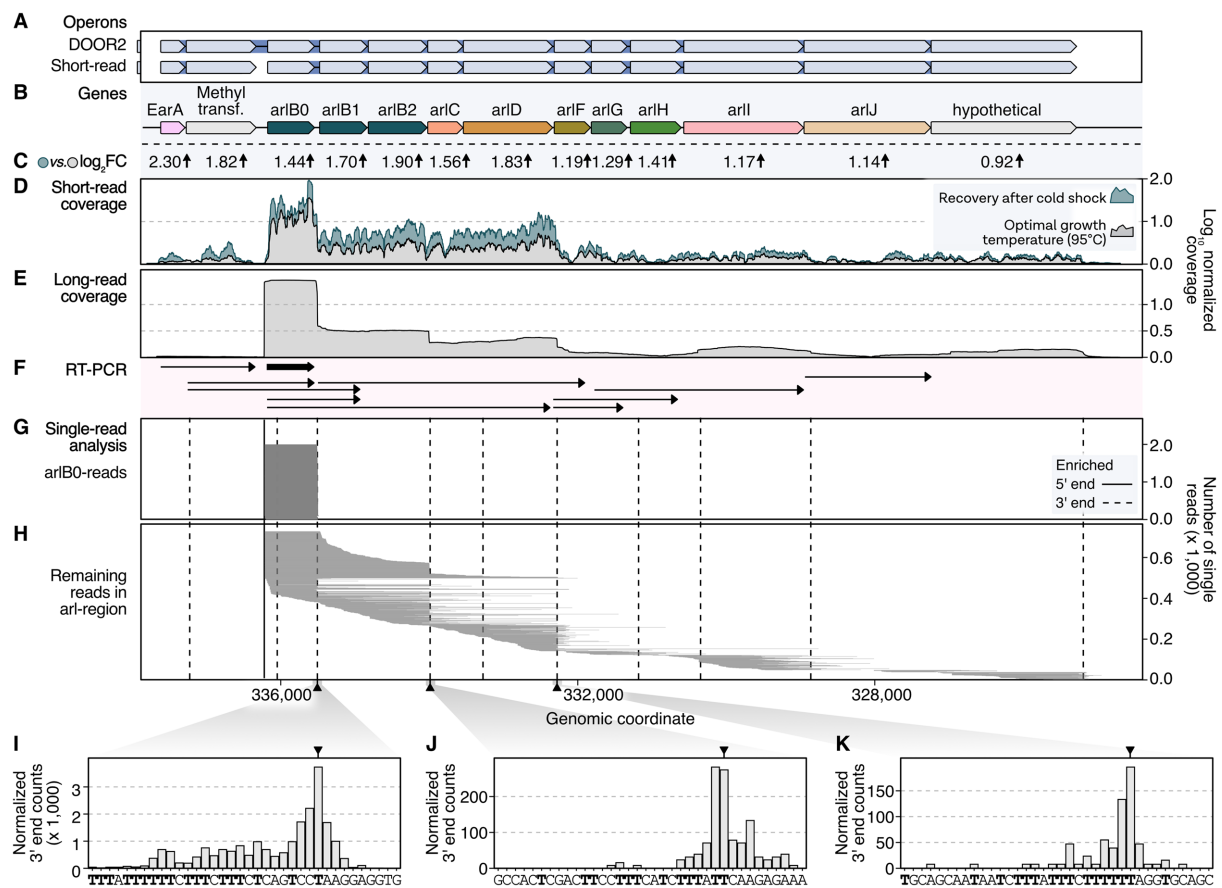 A
Operons
DOOR2
Short-read
B
Genes
EarA
Methyl
transf.
arlB0
arlB1
arlB2
arlC
arlD
arlF
arlG
arlH
arlI
arlJ
hypothetical
C
vs. log2FC
2.30 1.82 1.44 1.70 1.90 1.56 1.83 1.19 1.29 1.41 1.17 1.14 0.92
D
Short-read
coverage
Recovery after cold shock
Optimal growth
temperature (95°C)
2.0
1.0
0.0
Log10 normalized
coverage
E
Long-read
coverage
1.0
0.5
0.0
F
RT-PCR
G
Single-read
analysis
arlB0-reads
Enriched
5' end
3' end
2.0
1.0
0.0
Number of single
reads (x 1,000)
H
Remaining
reads in
arl-region
0.6
0.4
0.2
0.0
336,000
332,000
328,000
Genomic coordinate
I
Normalized
3' end counts
(x 1,000)
3
2
1
0
TTTATTTTTTCTTTCTTTCTCAGTCCTAAGGAGGTG
J
Normalized
3' end counts
200
100
0
GCCACTCGACTTCCTTTCATCTTTTATTCAAGAGAAA
K
Normalized
3' end counts
150
100
50
0
TGCAGCAATAATCTTTATTTCTTTTTTTAGGTGCAGC